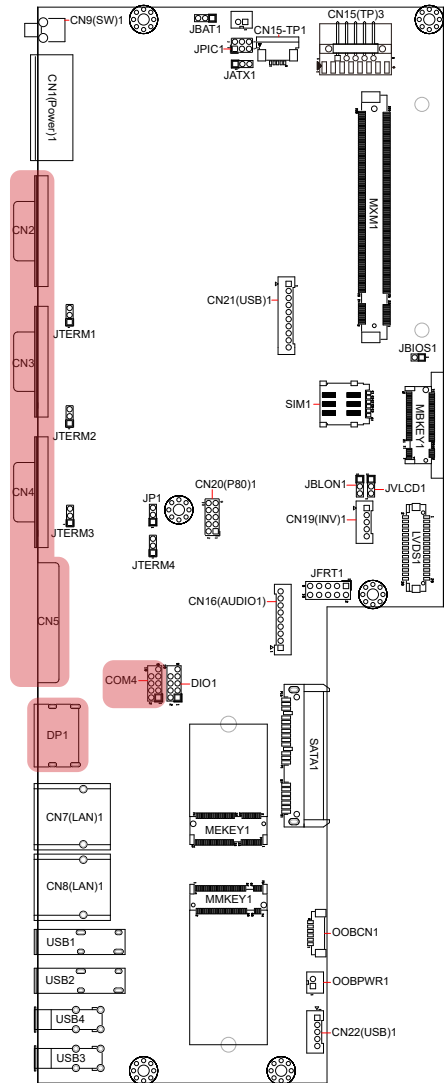 CN9(SW)1
JBAT1
CN15-TP1
CN15(TP)3
JPIC1
JATX1
CN1(Power)1
MXM1
CN2
CN21(USB)1
JTERM1
CN3
JBIOS1
SIM1
MBKEY1
JTERM2
CN4
CN20(P80)1
JBLON1
JVLCD1
JP1
CN19(INV)1
JTERM3
LVDS1
JTERM4
JFRT1
CN5
CN16(AUDIO1)
COM4
DIO1
DP1
SATA1
CN7(LAN)1
MEKEY1
MMKEY1
CN8(LAN)1
OOBCN1
USB1
USB2
OOBPWR1
USB4
CN22(USB)1
USB3